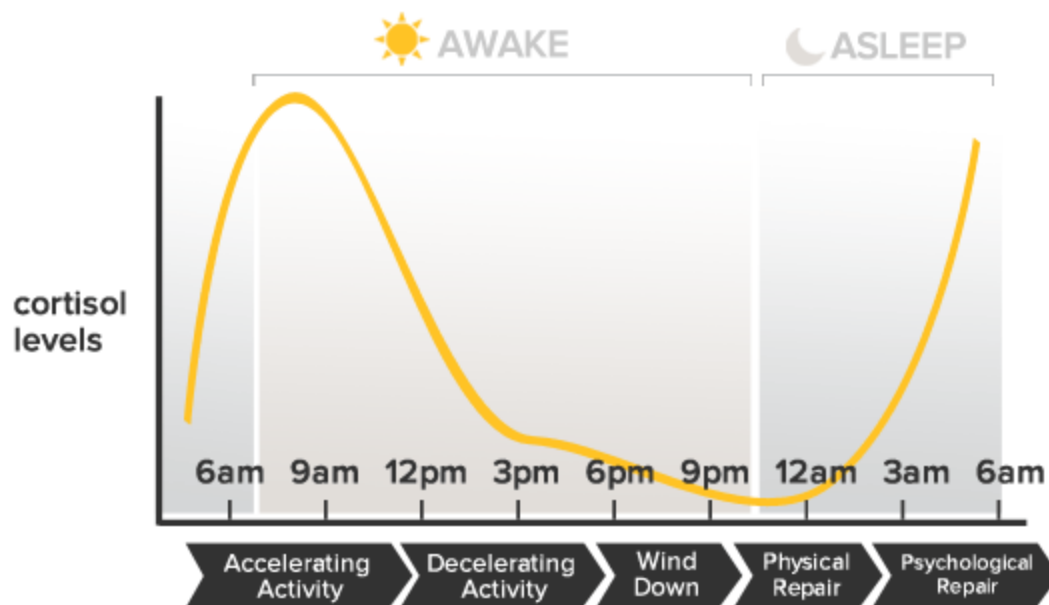 AWAKE
ASLEEP
cortisol
levels
6am 9am 12pm 3pm 6pm 9pm 12am 3am 6am
Accelerating
Activity
Decelerating
Activity
Wind
Down
Physical
Repair
Psychological
Repair